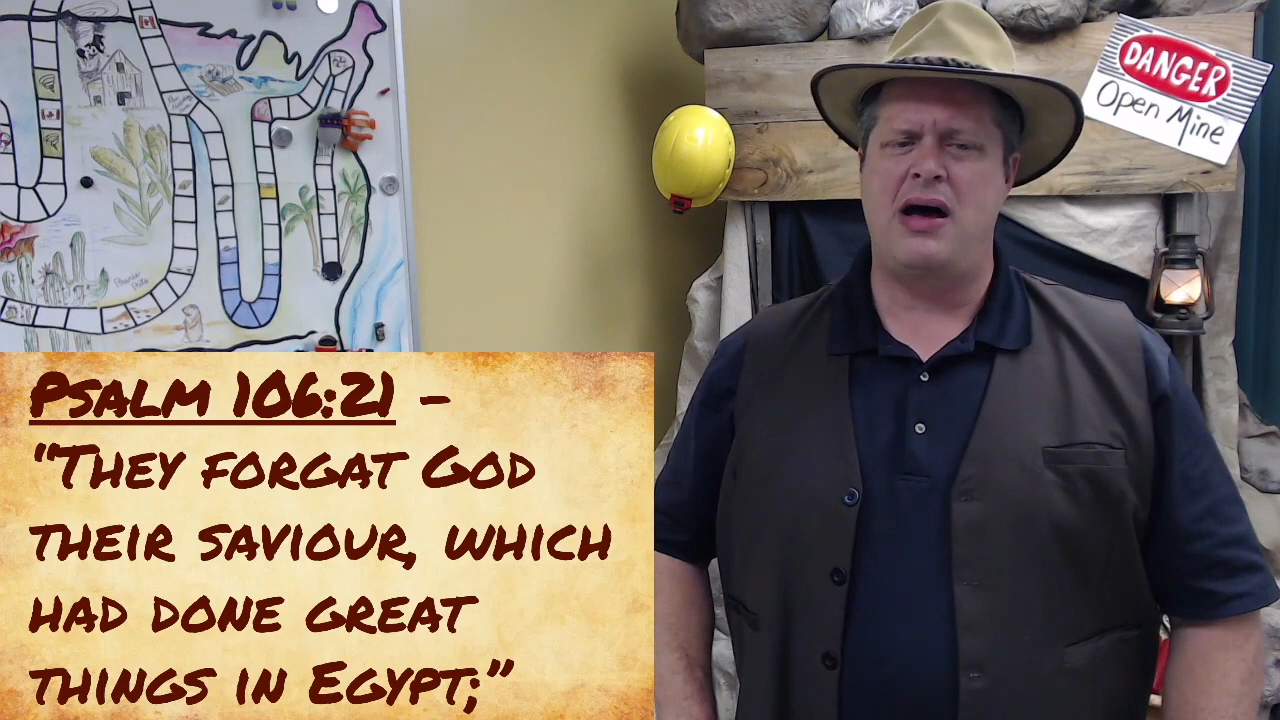 DANGER
Open Mine
Psalm 106:21 –
“They forgat God
their saviour, which
had done great
things in Egypt;”